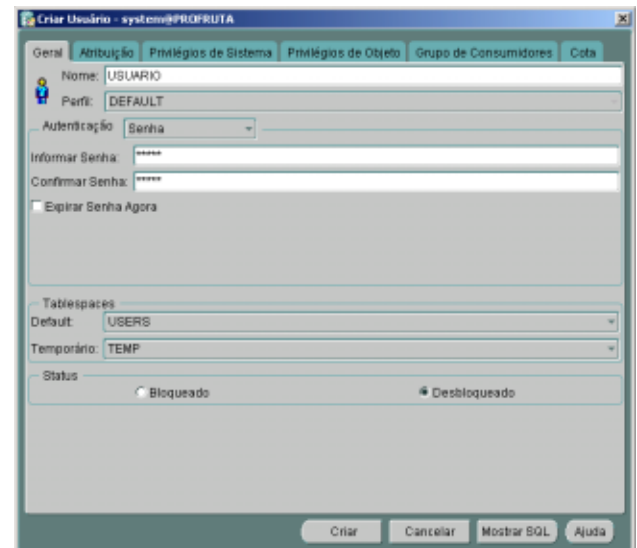 Criar Usuário - system@PROFRUTA
Geral Atribuição Privilégios de Sistema Privilégios de Objeto Grupo de Consumidores Cota
Nome: USUARIO
Perfil: DEFAULT
Autenticação Senha
Informar Senha: *****
Confirmar Senha: *****
Expirar Senha Agora
Tablespaces
Default: USERS
Temporário: TEMP
Status
Bloqueado Desbloqueado
Criar Cancelar Mostrar SQL Ajuda